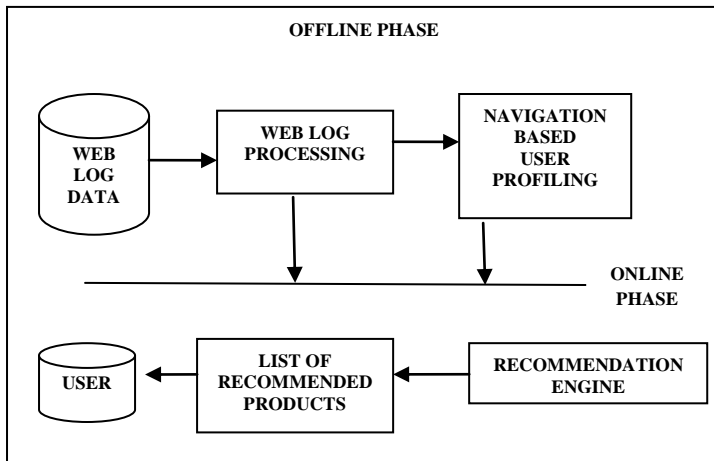 OFFLINE PHASE
WEB
LOG
DATA
WEB LOG
PROCESSING
NAVIGATION
BASED
USER
PROFILING
ONLINE
PHASE
USER
LIST OF
RECOMMENDED
PRODUCTS
RECOMMENDATION
ENGINE